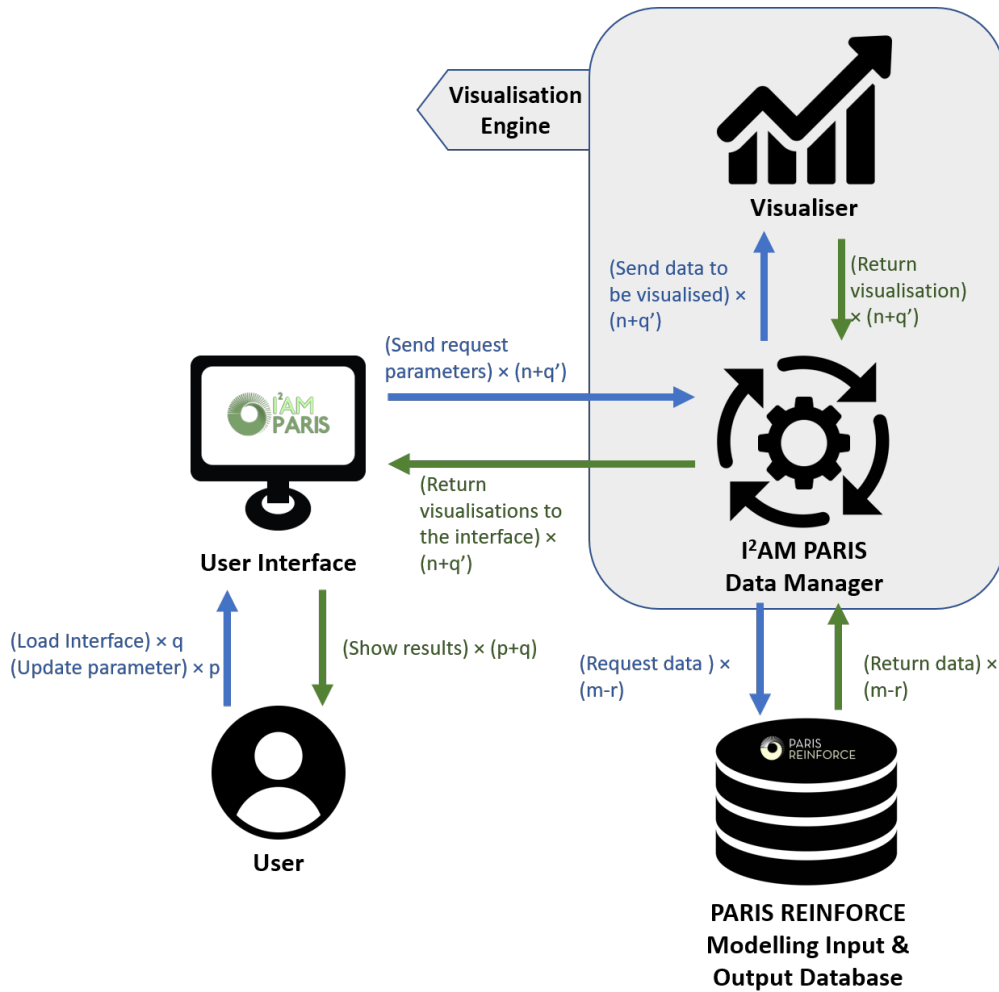 Visualisation
Engine
Visualiser
(Send data to
be visualised) ×
(n+q’)
(Return
visualisation)
× (n+q’)
(Send request
parameters) × (n+q’)
I²AM
PARIS
(Return
visualisations to
the interface) ×
(n+q’)
User Interface
I²AM PARIS
Data Manager
(Load Interface) × q
(Update parameter) × p
(Show results) × (p+q)
(Request data ) ×
(m-r)
(Return data) ×
(m-r)
PARIS
REINFORCE
User
PARIS REINFORCE
Modelling Input &
Output Database